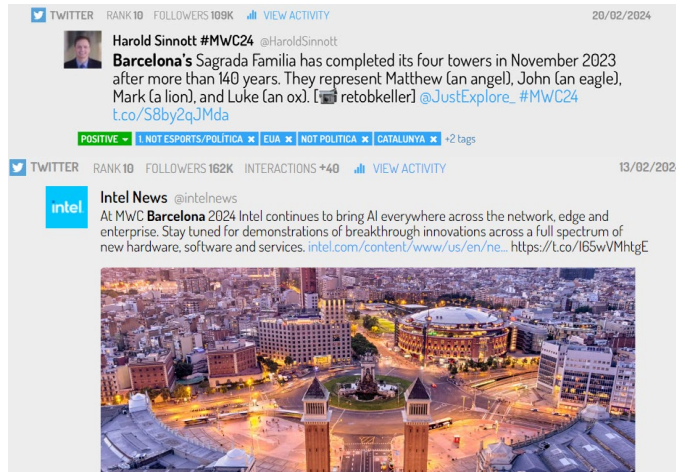 TWITTER RANK 10 FOLLOWERS 109K VIEW ACTIVITY 20/02/2024
Harold Sinnott #MWC24 @HaroldSinnott
Barcelona's Sagrada Familia has completed its four towers in November 2023
after more than 140 years. They represent Matthew (an angel), John (an eagle),
Mark (a lion), and Luke (an ox). [📹 retobkeller] @JustExplore_ #MWC24
t.co/S8by2qJMda
POSITIVE 1. NOT ESPORTS/POLÍTICA × EUA × NOT POLITICA × CATALUNYA × +2 tags
TWITTER RANK 10 FOLLOWERS 162K INTERACTIONS +40 VIEW ACTIVITY 13/02/202
intel
Intel News @intelnews
At MWC Barcelona 2024 Intel continues to bring AI everywhere across the network, edge and
enterprise. Stay tuned for demonstrations of breakthrough innovations across a full spectrum of
new hardware, software and services. intel.com/content/www/us/en/ne... https://t.co/I65wVMhtgE